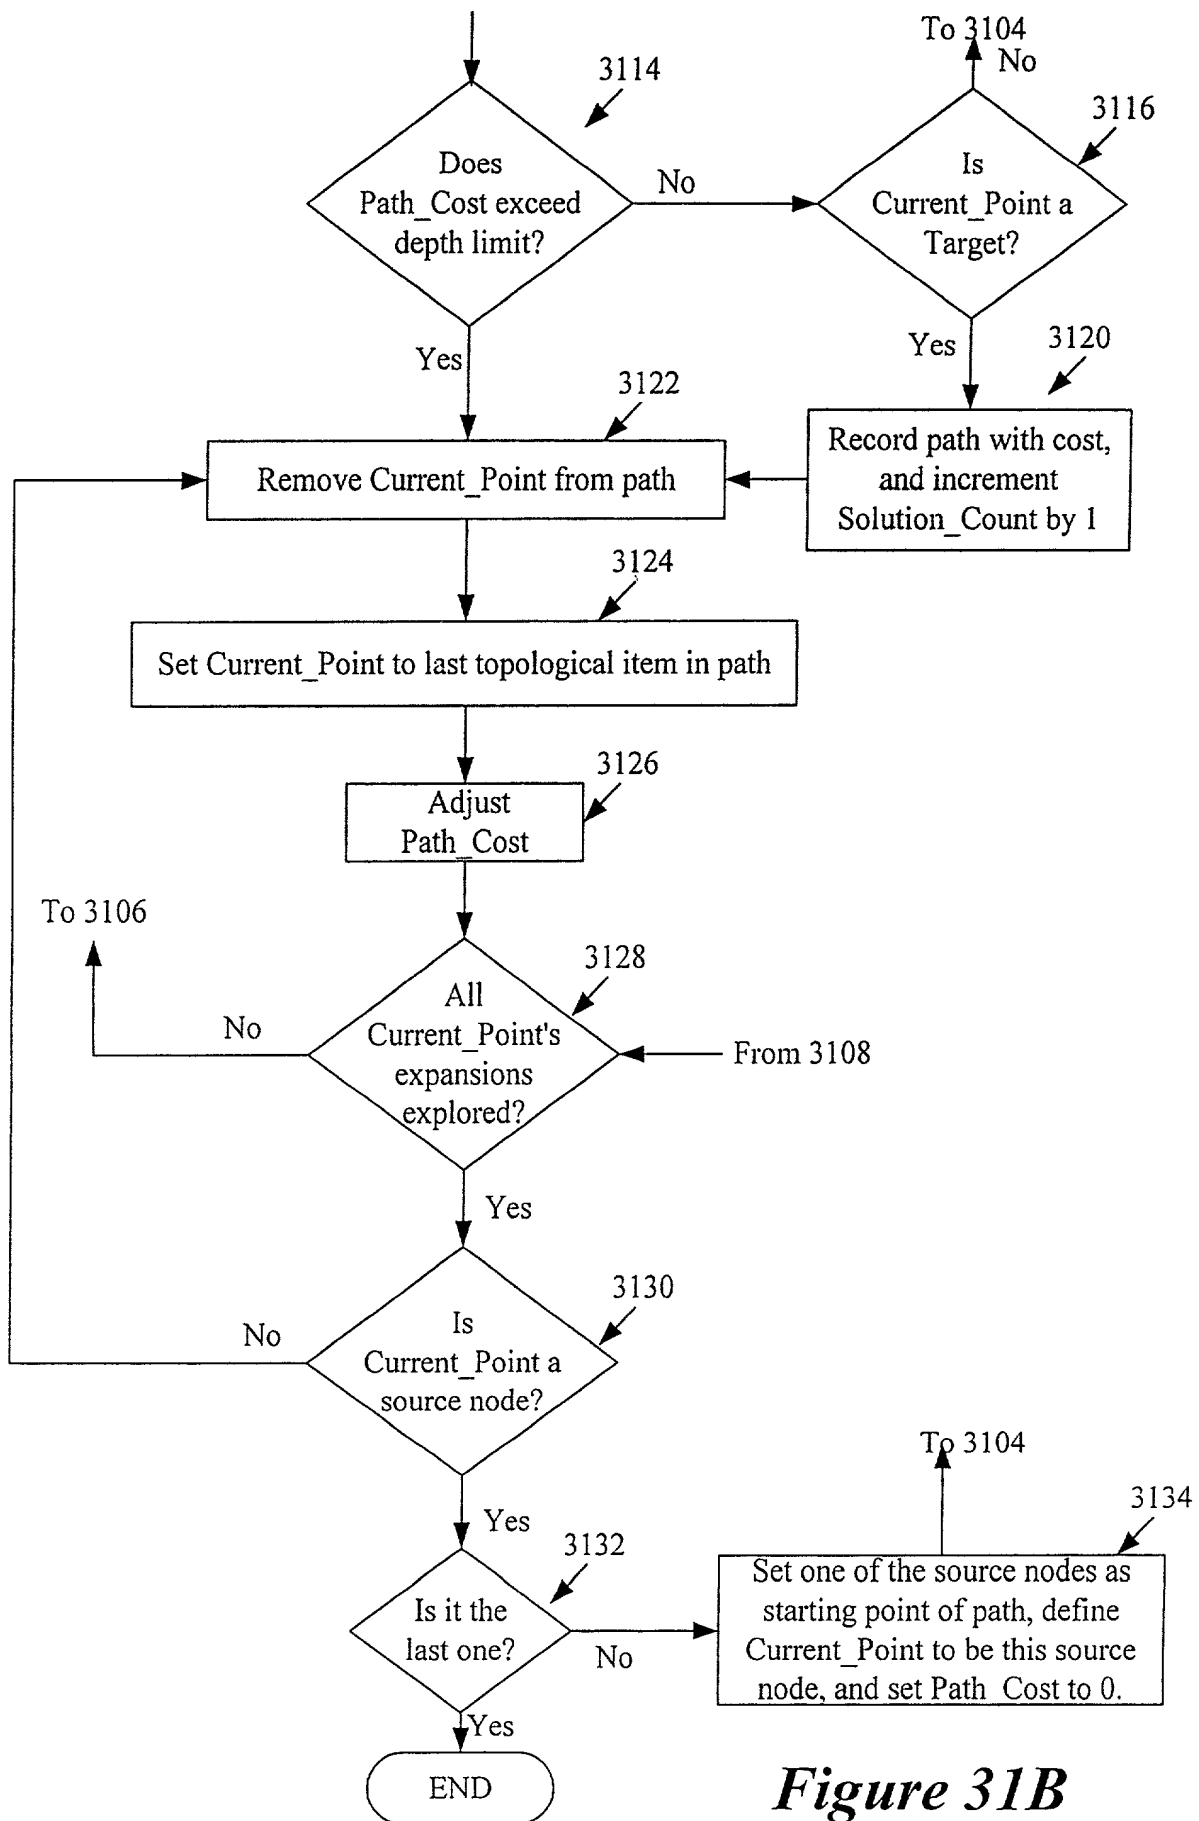 To 3104
No
3114
3116
Does
Path_Cost exceed
depth limit?
No
Is
Current_Point a
Target?
Yes
Yes
3120
3122
Remove Current_Point from path
Record path with cost,
and increment
Solution_Count by 1
3124
Set Current_Point to last topological item in path
3126
Adjust
Path_Cost
To 3106
3128
All
Current_Point's
expansions
explored?
No
From 3108
Yes
3130
No
Is
Current_Point a
source node?
To 3104
Yes
3134
3132
Is it the
last one?
No
Set one of the source nodes as
starting point of path, define
Current_Point to be this source
node, and set Path_Cost to 0.
Yes
END
Figure 31B